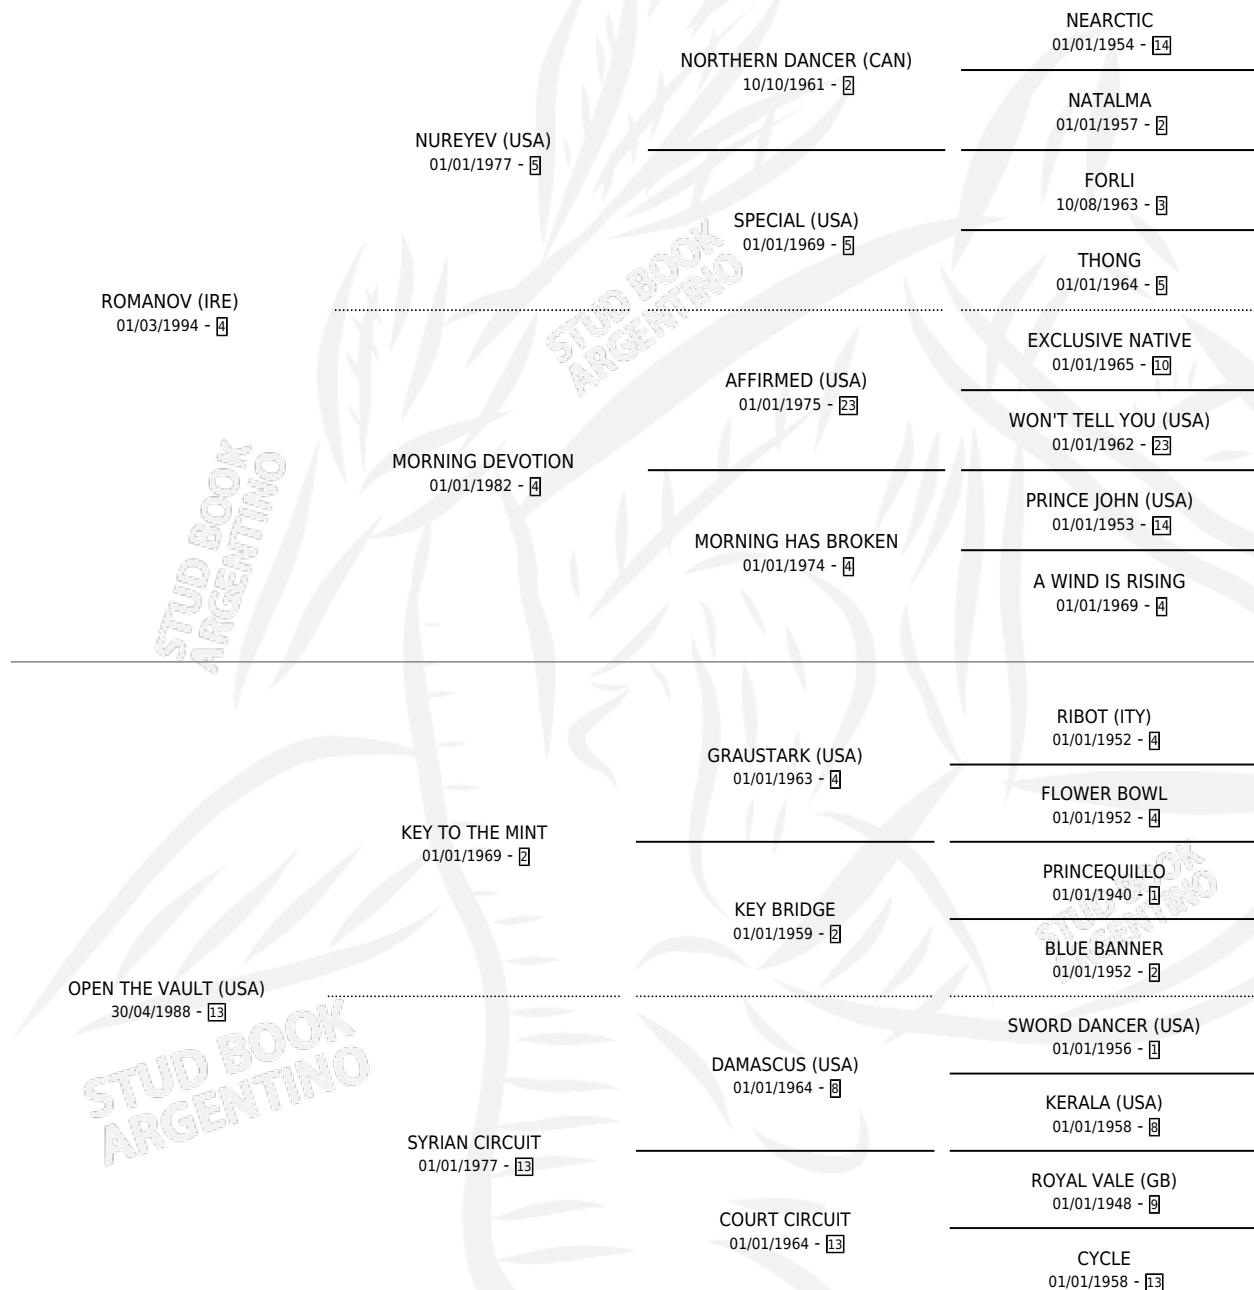 NEARCTIC
01/01/1954 - 14
NORTHERN DANCER (CAN)
10/10/1961 - 2
NATALMA
01/01/1957 - 2
NUREYEV (USA)
01/01/1977 - 5
FORLI
10/08/1963 - 3
SPECIAL (USA)
01/01/1969 - 5
THONG
01/01/1964 - 5
ROMANOV (IRE)
01/03/1994 - 4
EXCLUSIVE NATIVE
01/01/1965 - 10
AFFIRMED (USA)
01/01/1975 - 23
WON'T TELL YOU (USA)
01/01/1962 - 23
MORNING DEVOTION
01/01/1982 - 4
PRINCE JOHN (USA)
01/01/1953 - 14
MORNING HAS BROKEN
01/01/1974 - 4
A WIND IS RISING
01/01/1969 - 4
RIBOT (ITY)
01/01/1952 - 4
GRAUSTARK (USA)
01/01/1963 - 4
FLOWER BOWL
01/01/1952 - 4
KEY TO THE MINT
01/01/1969 - 2
PRINCEQUILLO
01/01/1940 - 1
KEY BRIDGE
01/01/1959 - 2
BLUE BANNER
01/01/1952 - 2
OPEN THE VAULT (USA)
30/04/1988 - 13
SWORD DANCER (USA)
01/01/1956 - 1
DAMASCUS (USA)
01/01/1964 - 8
KERALA (USA)
01/01/1958 - 8
SYRIAN CIRCUIT
01/01/1977 - 13
ROYAL VALE (GB)
01/01/1948 - 9
COURT CIRCUIT
01/01/1964 - 13
CYCLE
01/01/1958 - 13
STUD BOOK
ARGENTINO
STUD BOOK
ARGENTINO
STUD BOOK
ARGENTINO
STUD BOOK
ARGENTINO